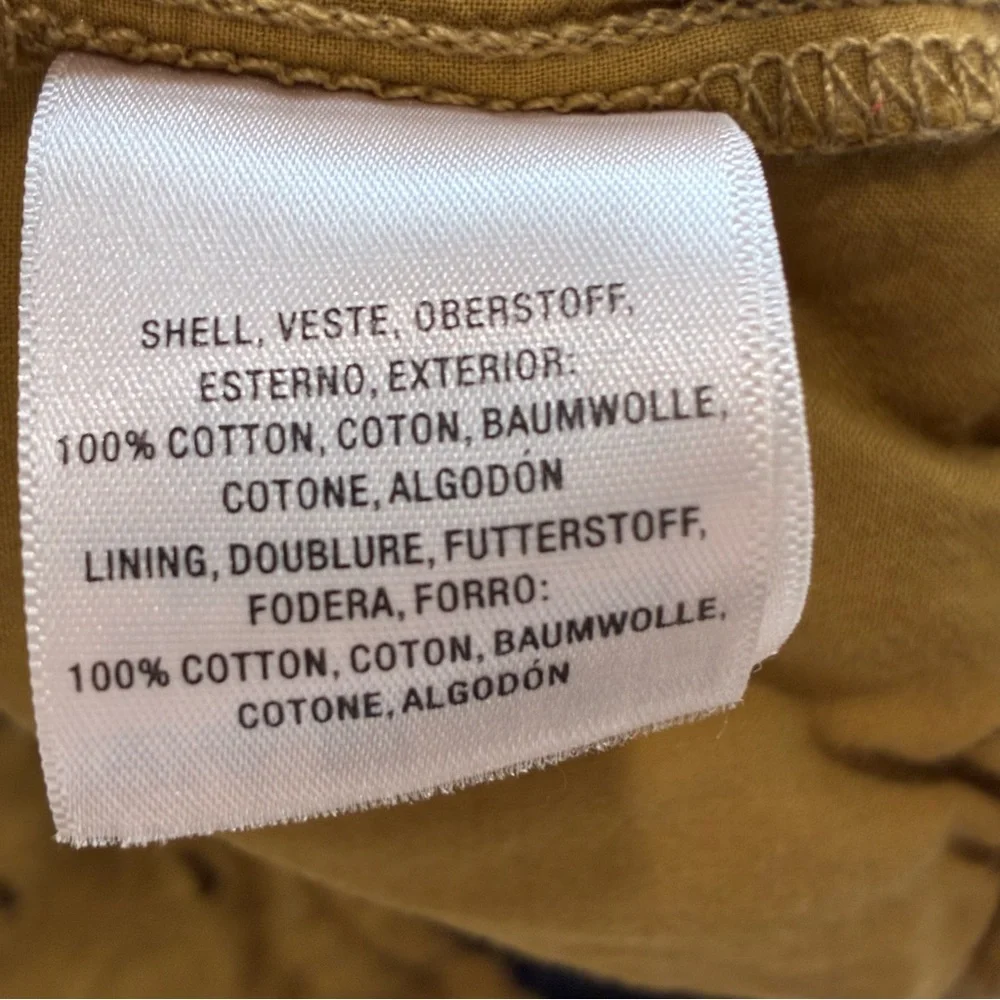 SHELL, VESTE, OBERSTOFF,
ESTERNO, EXTERIOR:
100% COTTON, COTON, BAUMWOLLE,
COTONE, ALGODÓN
LINING, DOUBLURE, FUTTERSTOFF,
FODERA, FORRO:
100% COTTON, COTON, BAUMWOLLE,
COTONE, ALGODÓN